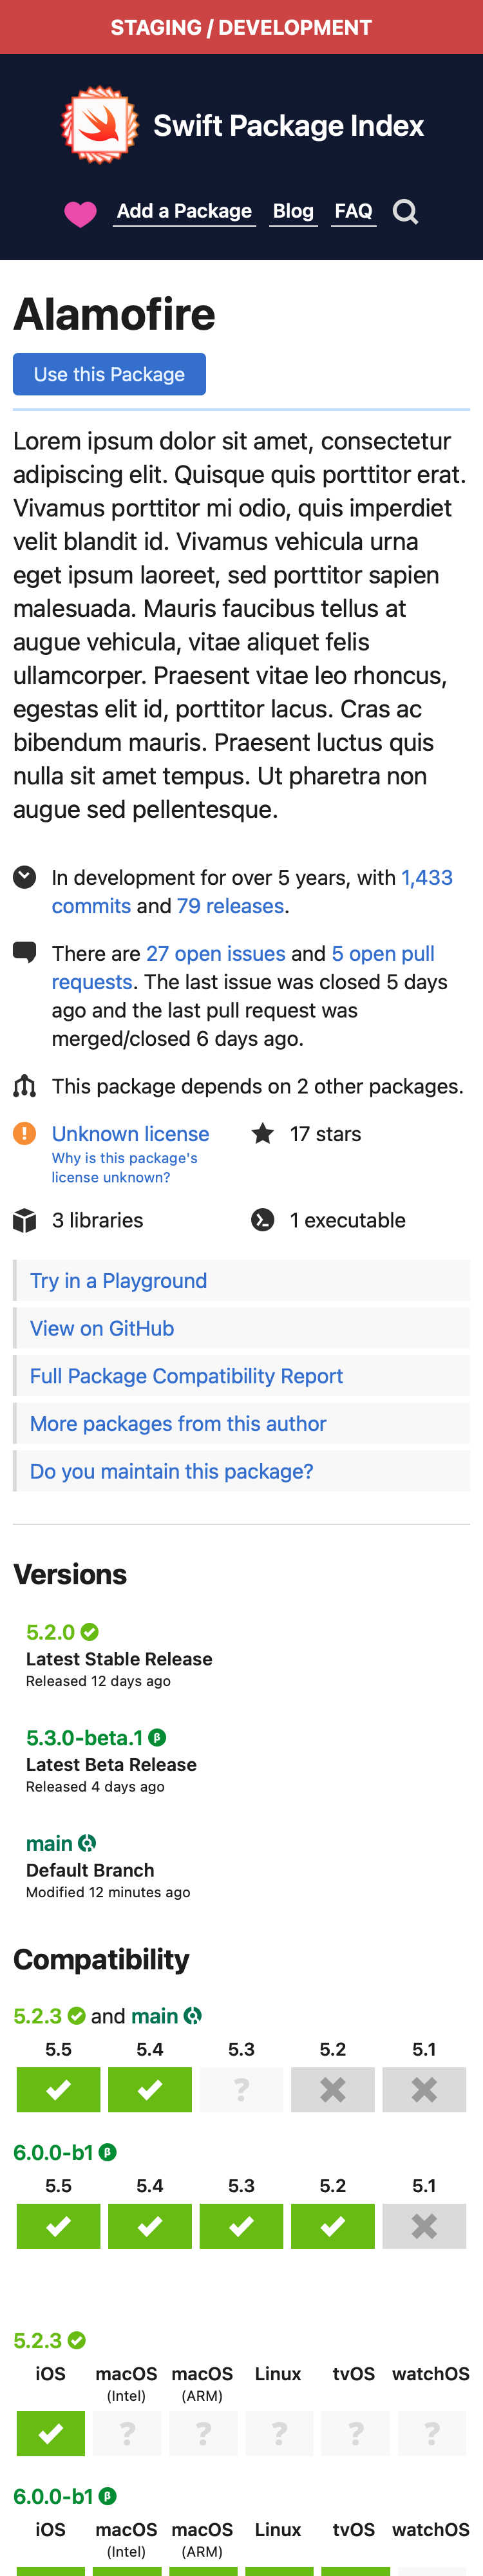 STAGING / DEVELOPMENT
Swift Package Index
Add a Package Blog FAQ
Alamofire
Use this Package
Lorem ipsum dolor sit amet, consectetur
adipiscing elit. Quisque quis porttitor erat.
Vivamus porttitor mi odio, quis imperdiet
velit blandit id. Vivamus vehicula urna
eget ipsum laoreet, sed porttitor sapien
malesuada. Mauris faucibus tellus at
augue vehicula, vitae aliquet felis
ullamcorper. Praesent vitae leo rhoncus,
egestas elit id, porttitor lacus. Cras ac
bibendum mauris. Praesent luctus quis
nulla sit amet tempus. Ut pharetra non
augue sed pellentesque.
In development for over 5 years, with 1,433
commits and 79 releases.
There are 27 open issues and 5 open pull
requests. The last issue was closed 5 days
ago and the last pull request was
merged/closed 6 days ago.
This package depends on 2 other packages.
Unknown license 17 stars
Why is this package's
license unknown?
3 libraries 1 executable
Try in a Playground
View on GitHub
Full Package Compatibility Report
More packages from this author
Do you maintain this package?
Versions
5.2.0
Latest Stable Release
Released 12 days ago
5.3.0-beta.1 β
Latest Beta Release
Released 4 days ago
main
Default Branch
Modified 12 minutes ago
Compatibility
5.2.3 and main
5.5 5.4 5.3 5.2 5.1
?
6.0.0-b1 β
5.5 5.4 5.3 5.2 5.1
5.2.3
iOS macOS macOS Linux tvOS watchOS
(Intel) (ARM)
? ? ? ? ?
6.0.0-b1 β
iOS macOS macOS Linux tvOS watchOS
(Intel) (ARM)